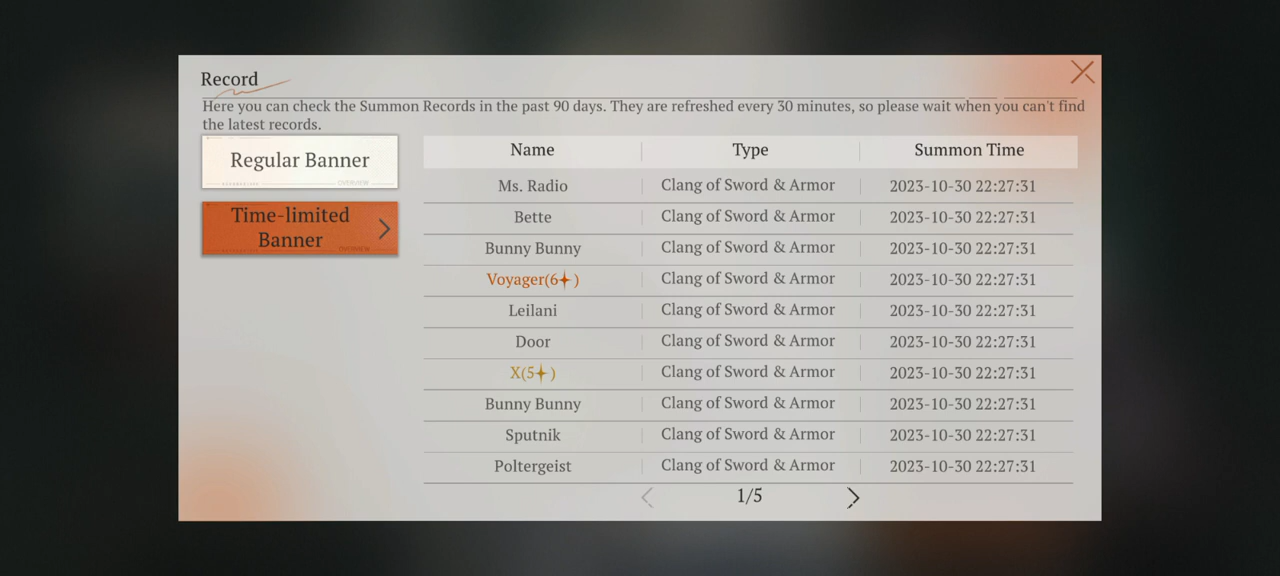 Record
Here you can check the Summon Records in the past 90 days. They are refreshed every 30 minutes, so please wait when you can't find
the latest records.
Regular Banner
OVERVIEW
Time-limited
Banner
OVERVIEW
Name Type Summon Time
Ms. Radio Clang of Sword & Armor 2023-10-30 22:27:31
Bette Clang of Sword & Armor 2023-10-30 22:27:31
Bunny Bunny Clang of Sword & Armor 2023-10-30 22:27:31
Voyager(6✦) Clang of Sword & Armor 2023-10-30 22:27:31
Leilani Clang of Sword & Armor 2023-10-30 22:27:31
Door Clang of Sword & Armor 2023-10-30 22:27:31
X(5✦) Clang of Sword & Armor 2023-10-30 22:27:31
Bunny Bunny Clang of Sword & Armor 2023-10-30 22:27:31
Sputnik Clang of Sword & Armor 2023-10-30 22:27:31
Poltergeist Clang of Sword & Armor 2023-10-30 22:27:31
1/5